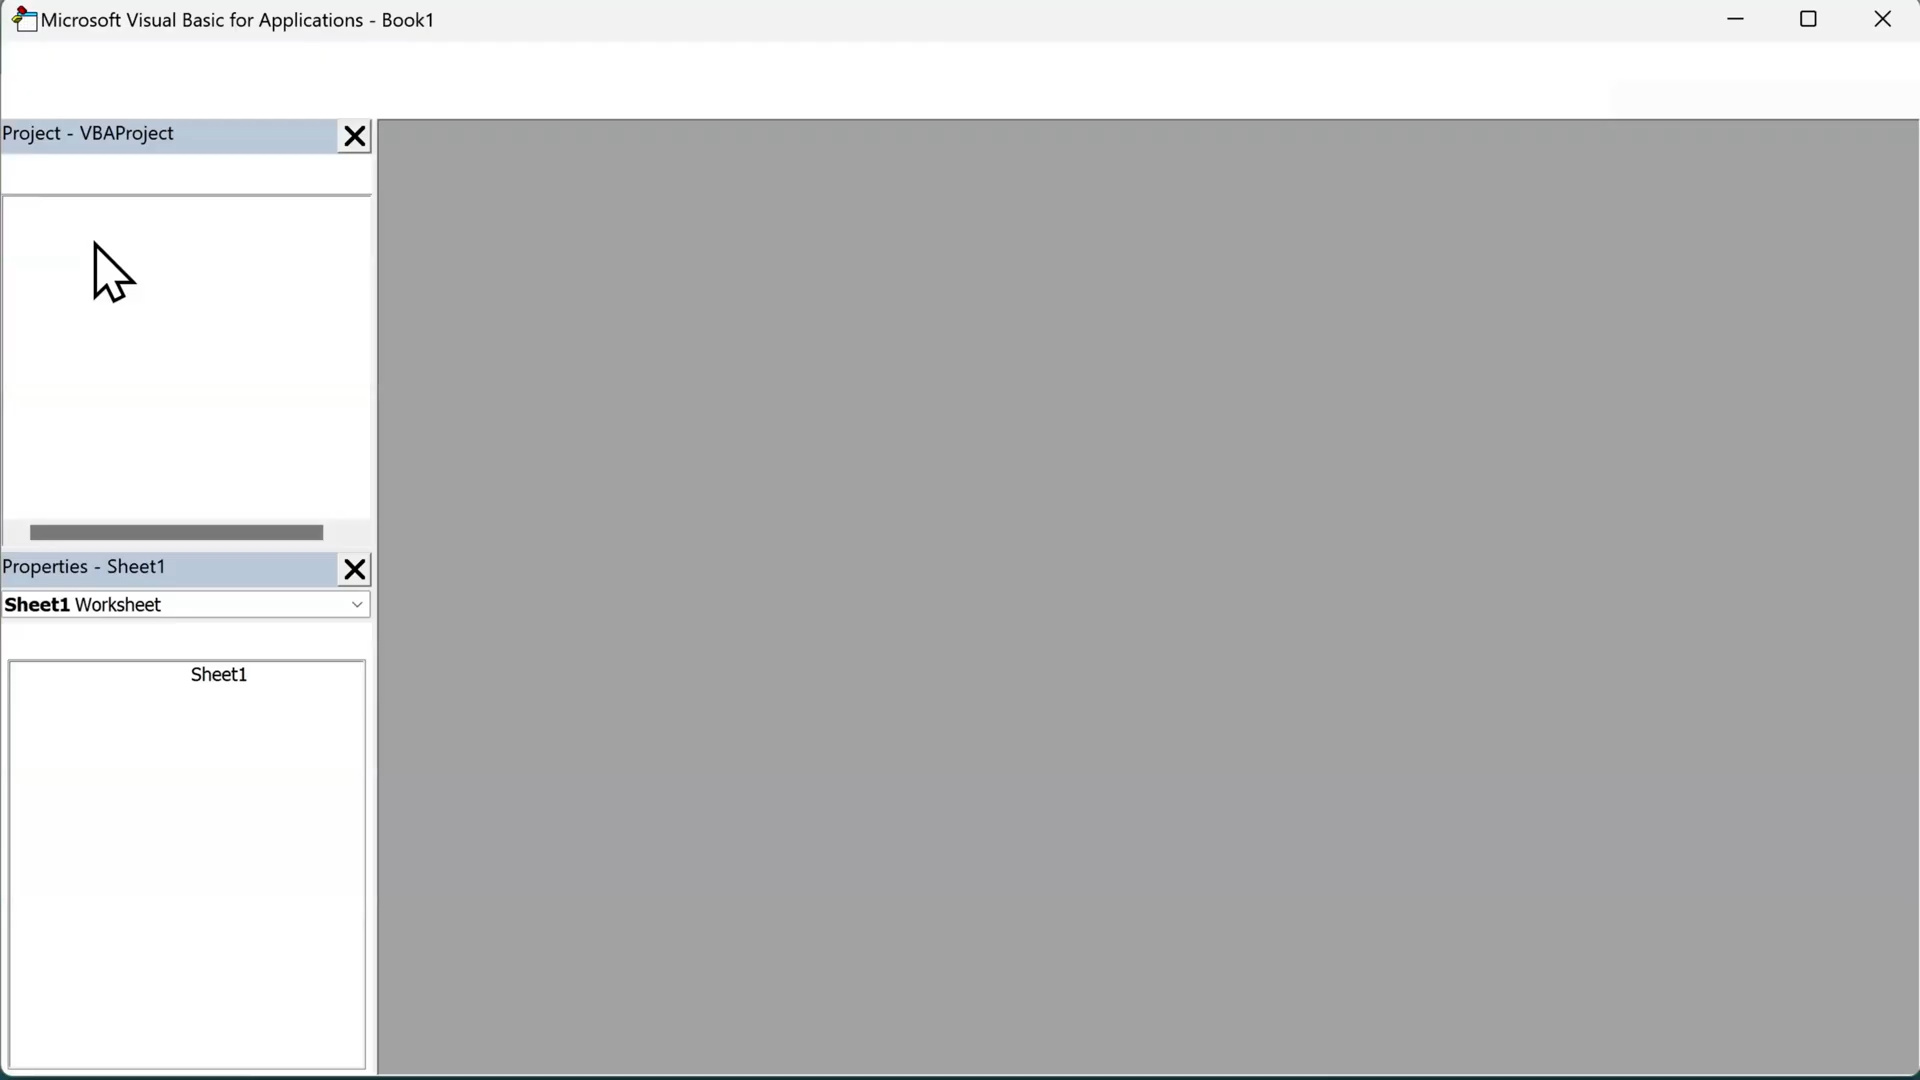 Microsoft Visual Basic for Applications - Book1
Project - VBAProject
Properties - Sheet1
Sheet1 Worksheet
Sheet1